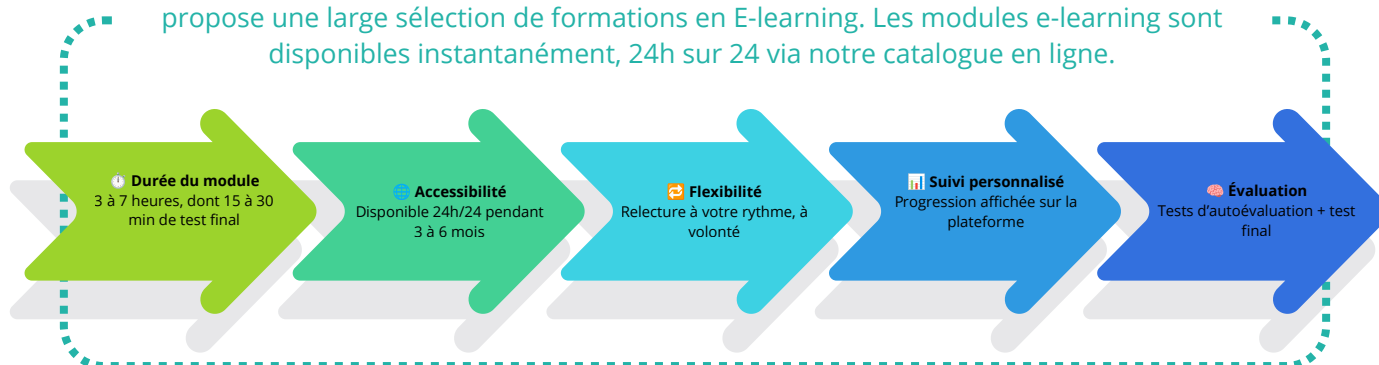 propose une large sélection de formations en E-learning. Les modules e-learning sont
disponibles instantanément, 24h sur 24 via notre catalogue en ligne.
🕐 Durée du module
3 à 7 heures, dont 15 à 30
min de test final
🌐 Accessibilité
Disponible 24h/24 pendant
3 à 6 mois
🔁 Flexibilité
Relecture à votre rythme, à
volonté
📊 Suivi personnalisé
Progression affichée sur la
plateforme
🧠 Évaluation
Tests d’autoévaluation + test
final